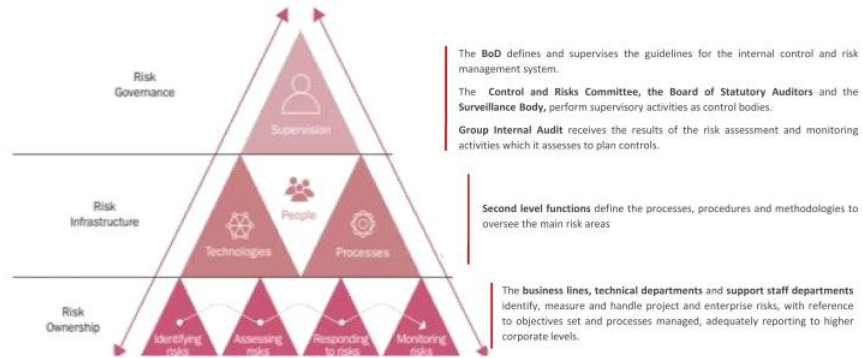 Risk
Governance
Supervision
The BoD defines and supervises the guidelines for the internal control and risk
management system.
The Control and Risks Committee, the Board of Statutory Auditors and the
Surveillance Body, perform supervisory activities as control bodies.
Group Internal Audit receives the results of the risk assessment and monitoring
activities which it assesses to plan controls.
Risk
Infrastructure
People
Technologies
Processes
Second level functions define the processes, procedures and methodologies to
oversee the main risk areas
Risk
Ownership
Identifying
risks
Assessing
risks
Responding
to risks
Monitoring
risks
The business lines, technical departments and support staff departments
identify, measure and handle project and enterprise risks, with reference
to objectives set and processes managed, adequately reporting to higher
corporate levels.